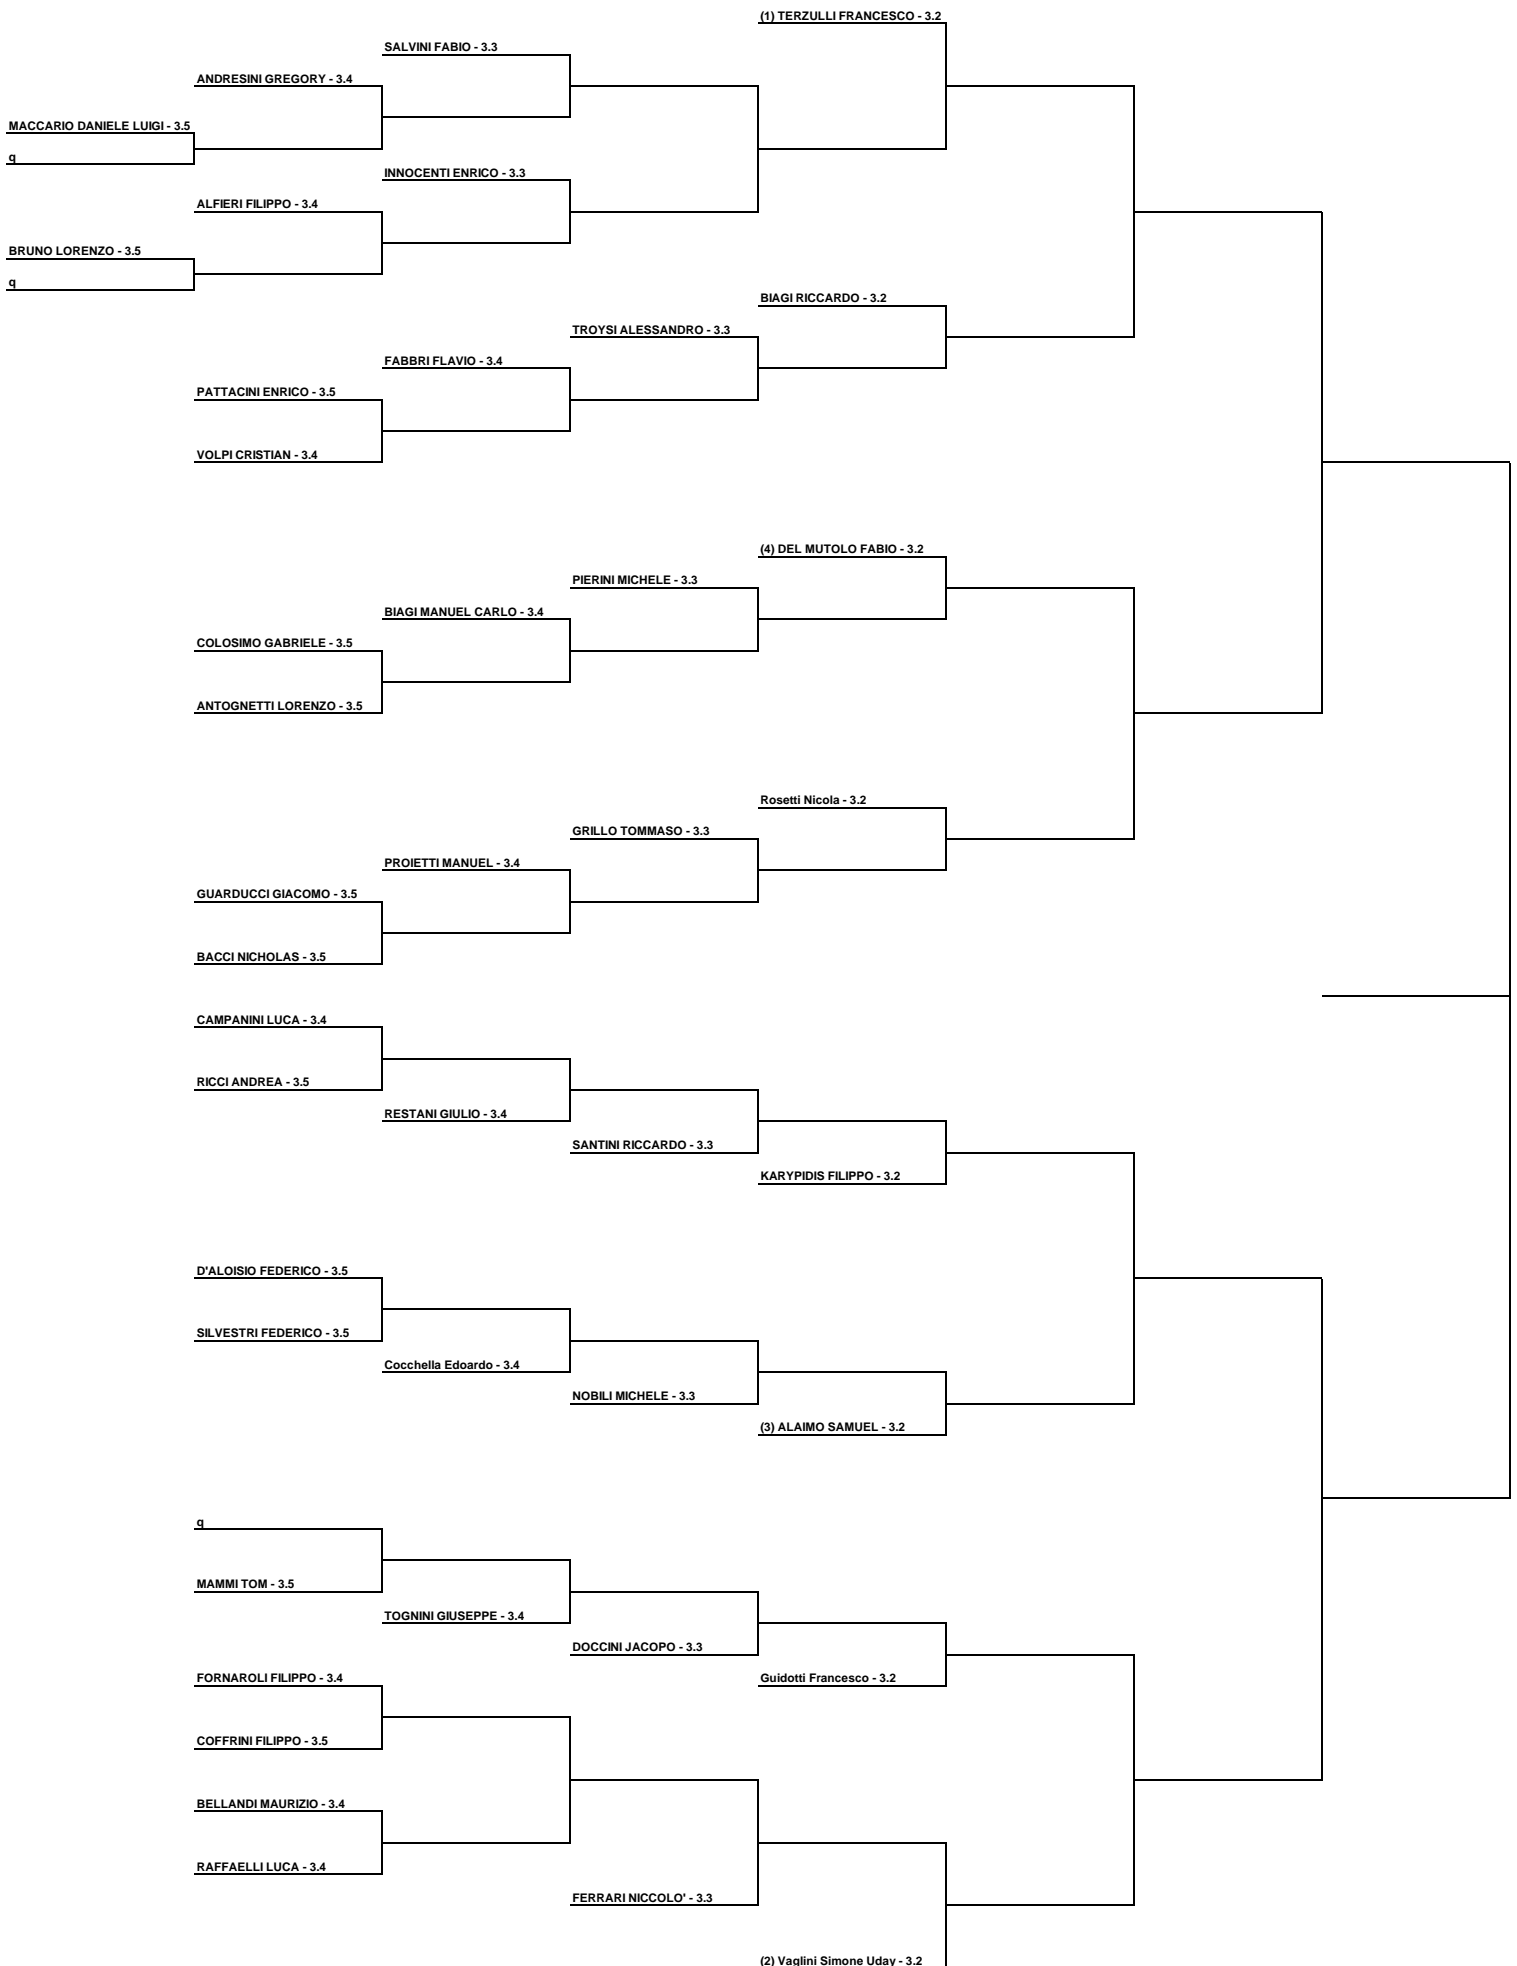 (1) TERZULLI FRANCESCO - 3.2
SALVINI FABIO - 3.3
ANDRESINI GREGORY - 3.4
MACCARIO DANIELE LUIGI - 3.5
q
INNOCENTI ENRICO - 3.3
ALFIERI FILIPPO - 3.4
BRUNO LORENZO - 3.5
q
BIAGI RICCARDO - 3.2
TROYSI ALESSANDRO - 3.3
FABBRI FLAVIO - 3.4
PATTACINI ENRICO - 3.5
VOLPI CRISTIAN - 3.4
(4) DEL MUTOLO FABIO - 3.2
PIERINI MICHELE - 3.3
BIAGI MANUEL CARLO - 3.4
COLOSIMO GABRIELE - 3.5
ANTOGNETTI LORENZO - 3.5
Rosetti Nicola - 3.2
GRILLO TOMMASO - 3.3
PROIETTI MANUEL - 3.4
GUARDUCCI GIACOMO - 3.5
BACCI NICHOLAS - 3.5
CAMPANINI LUCA - 3.4
RICCI ANDREA - 3.5
RESTANI GIULIO - 3.4
SANTINI RICCARDO - 3.3
KARYPIDIS FILIPPO - 3.2
D'ALOISIO FEDERICO - 3.5
SILVESTRI FEDERICO - 3.5
Cocchella Edoardo - 3.4
NOBILI MICHELE - 3.3
(3) ALAIMO SAMUEL - 3.2
q
MAMMI TOM - 3.5
TOGNINI GIUSEPPE - 3.4
DOCCINI JACOPO - 3.3
Guidotti Francesco - 3.2
FORNAROLI FILIPPO - 3.4
COFFRINI FILIPPO - 3.5
BELLANDI MAURIZIO - 3.4
RAFFAELLI LUCA - 3.4
FERRARI NICCOLO' - 3.3
(2) Vaglini Simone Uday - 3.2